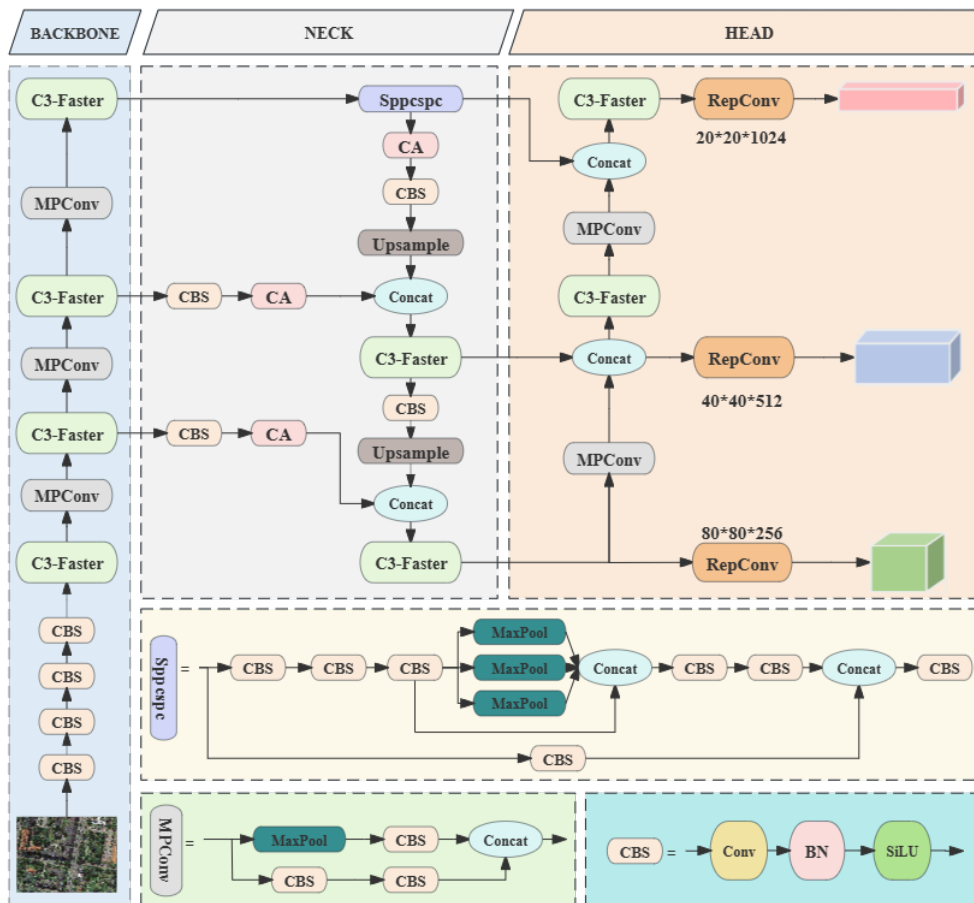 BACKBONE
NECK
HEAD
C3-Faster
MPConv
C3-Faster
MPConv
C3-Faster
MPConv
C3-Faster
CBS
CBS
CBS
CBS
Sppcspc
CA
CBS
Upsample
CBS
CA
Concat
C3-Faster
CBS
CBS
CA
Upsample
Concat
C3-Faster
C3-Faster
RepConv
20*20*1024
Concat
MPConv
C3-Faster
Concat
RepConv
40*40*512
MPConv
80*80*256
RepConv
Sppcspc
=
CBS
CBS
CBS
MaxPool
MaxPool
MaxPool
Concat
CBS
CBS
Concat
CBS
CBS
MPConv
=
MaxPool
CBS
Concat
CBS
CBS
CBS
=
Conv
BN
SiLU